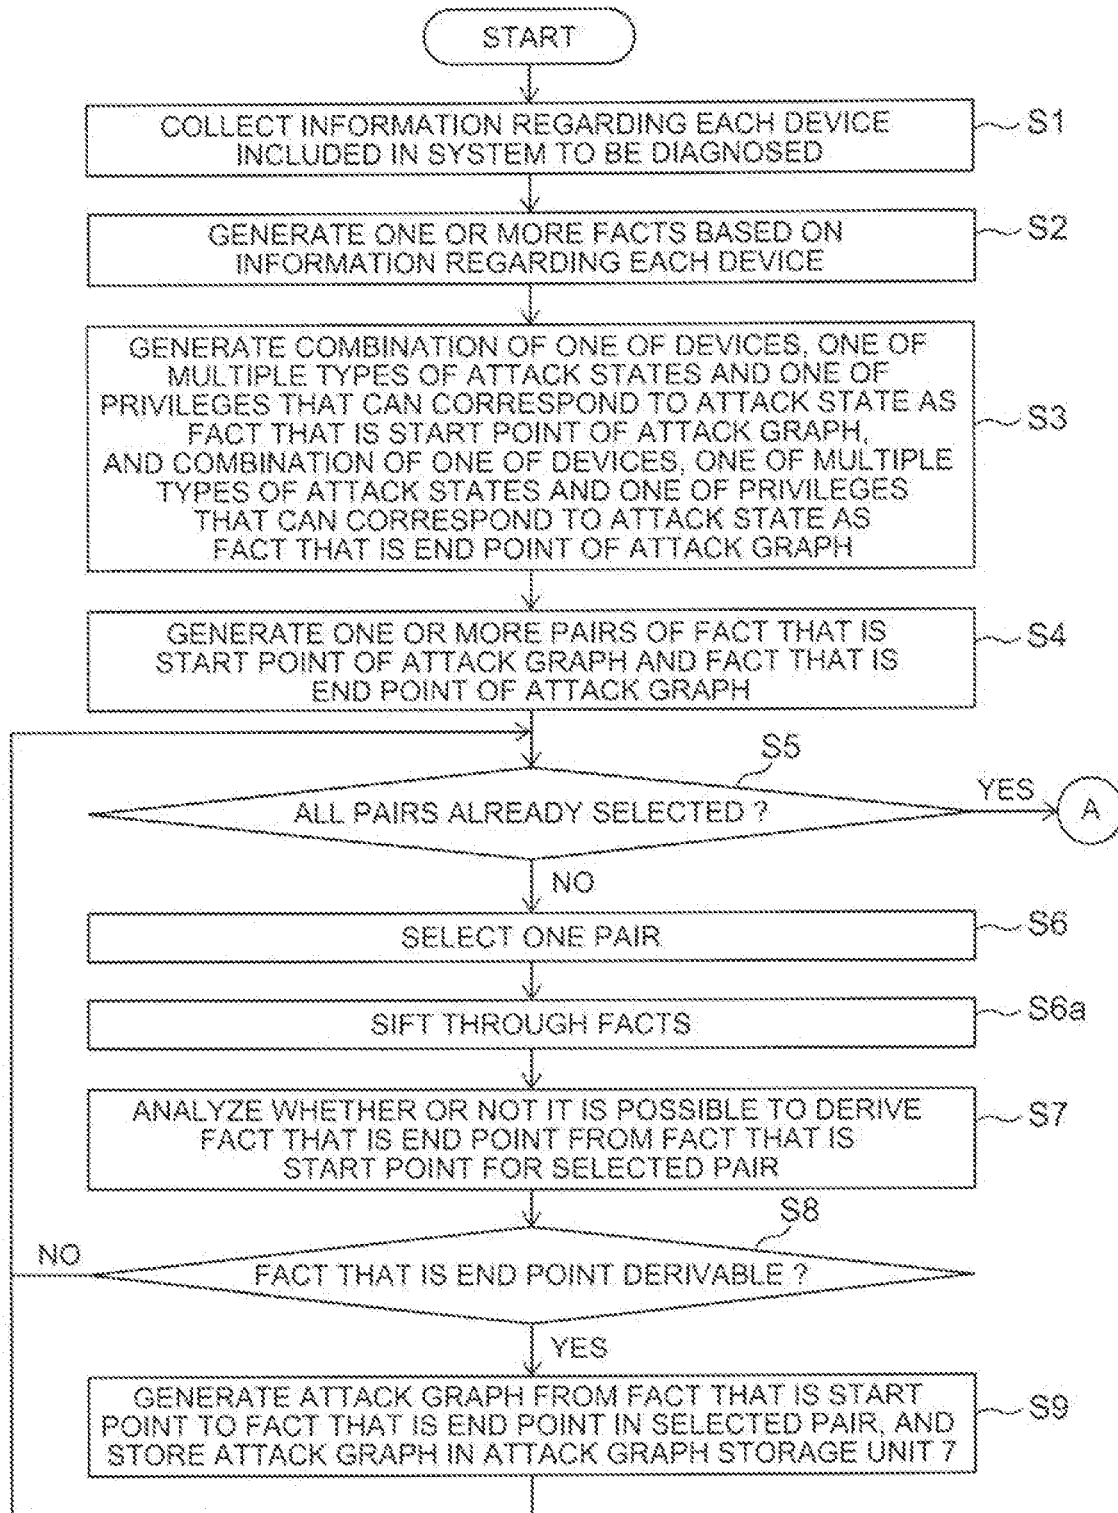 START
COLLECT INFORMATION REGARDING EACH DEVICE
INCLUDED IN SYSTEM TO BE DIAGNOSED
S1
GENERATE ONE OR MORE FACTS BASED ON
INFORMATION REGARDING EACH DEVICE
S2
GENERATE COMBINATION OF ONE OF DEVICES, ONE OF
MULTIPLE TYPES OF ATTACK STATES AND ONE OF
PRIVILEGES THAT CAN CORRESPOND TO ATTACK STATE AS
FACT THAT IS START POINT OF ATTACK GRAPH,
AND COMBINATION OF ONE OF DEVICES, ONE OF MULTIPLE
TYPES OF ATTACK STATES AND ONE OF PRIVILEGES
THAT CAN CORRESPOND TO ATTACK STATE AS
FACT THAT IS END POINT OF ATTACK GRAPH
S3
GENERATE ONE OR MORE PAIRS OF FACT THAT IS
START POINT OF ATTACK GRAPH AND FACT THAT IS
END POINT OF ATTACK GRAPH
S4
S5
ALL PAIRS ALREADY SELECTED ?
YES
A
NO
SELECT ONE PAIR
S6
SIFT THROUGH FACTS
S6a
ANALYZE WHETHER OR NOT IT IS POSSIBLE TO DERIVE
FACT THAT IS END POINT FROM FACT THAT IS
START POINT FOR SELECTED PAIR
S7
S8
NO
FACT THAT IS END POINT DERIVABLE ?
YES
GENERATE ATTACK GRAPH FROM FACT THAT IS START
POINT TO FACT THAT IS END POINT IN SELECTED PAIR, AND
STORE ATTACK GRAPH IN ATTACK GRAPH STORAGE UNIT 7
S9